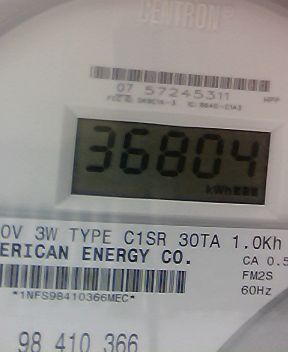 CENTRON®
07 57245311
36804
kWh
0V 3W TYPE C1SR 30TA 1.0Kh
ERICAN ENERGY CO.
CA 0.5
FM2S
*1NFS98410366MEC*
60Hz
98 410 366